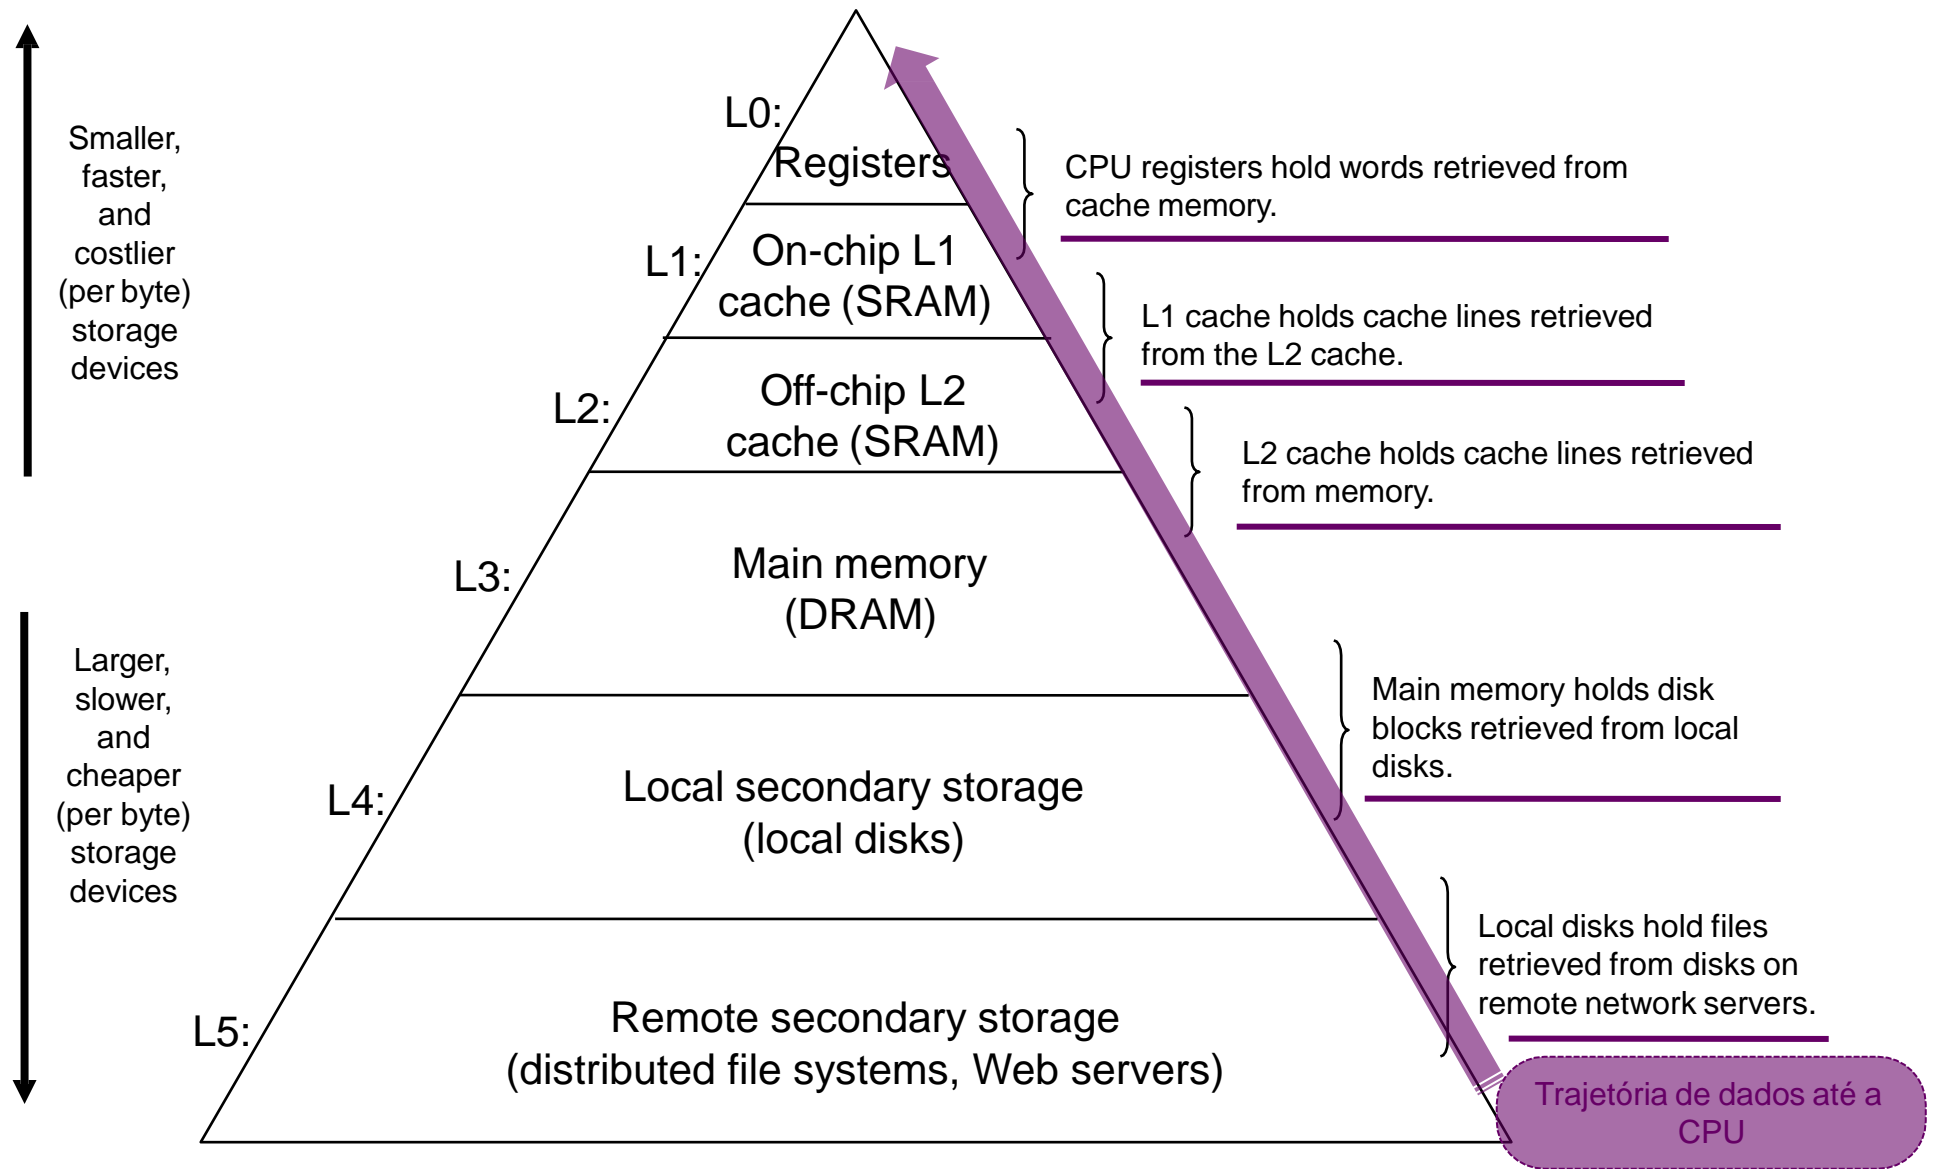 Smaller,
faster,
and
costlier
(per byte)
storage
devices
Larger,
slower,
and
cheaper
(per byte)
storage
devices
L0:
Registers
CPU registers hold words retrieved from
cache memory.
L1:
On-chip L1
cache (SRAM)
L1 cache holds cache lines retrieved
from the L2 cache.
L2:
Off-chip L2
cache (SRAM)
L2 cache holds cache lines retrieved
from memory.
L3:
Main memory
(DRAM)
Main memory holds disk
blocks retrieved from local
disks.
L4:
Local secondary storage
(local disks)
Local disks hold files
retrieved from disks on
remote network servers.
L5:
Remote secondary storage
(distributed file systems, Web servers)
Trajetória de dados até a
CPU